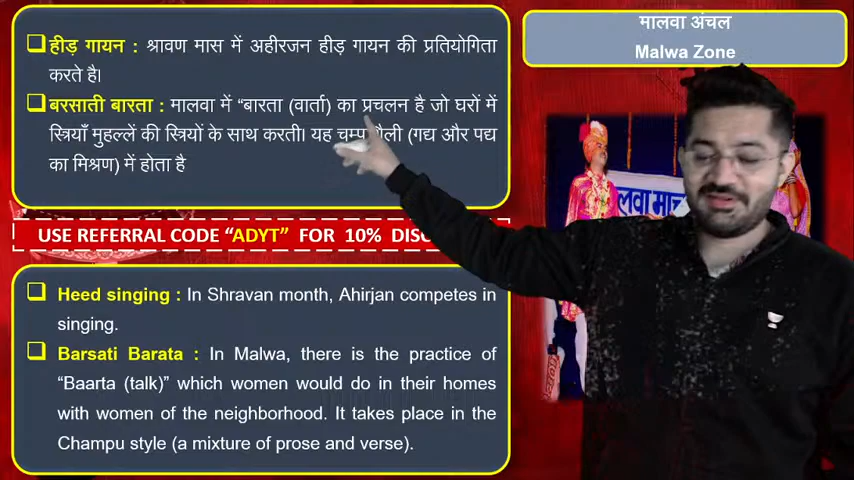 हीड़ गायन : श्रावण मास में अहीरजन हीड़ गायन की प्रतियोगिता
करते है।
बरसाती बारता : मालवा में "बारता (वार्ता) का प्रचलन है जो घरों में
स्त्रियाँ मुहल्लें की स्त्रियों के साथ करती। यह (गद्य और पद्य
का मिश्रण) में होता है
मालवा अंचल
Malwa Zone
USE REFERRAL CODE "ADYT" FOR 10%
Heed singing : In Shravan month, Ahirjan competes in
singing.
Barsati Barata : In Malwa, there is the practice of
"Baarta (talk)" which women would do in their homes
with women of the neighborhood. It takes place in the
Champu style (a mixture of prose and verse).